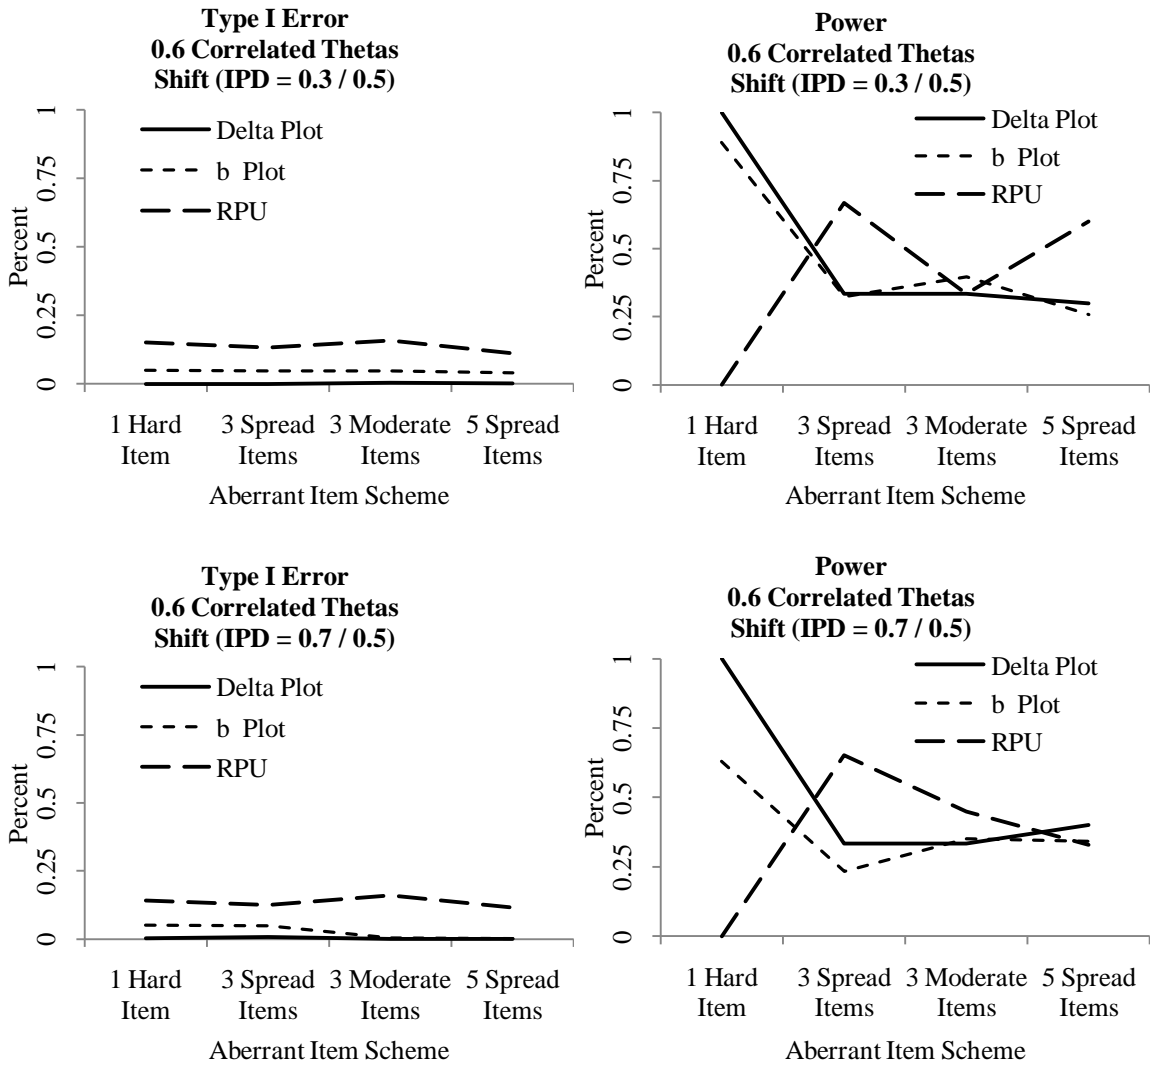 Type I Error
0.6 Correlated Thetas
Shift (IPD = 0.3 / 0.5)
1
0.75
0.5
0.25
0
Percent
Delta Plot
b Plot
RPU
1 Hard Item
3 Spread Items
3 Moderate Items
5 Spread Items
Aberrant Item Scheme
Power
0.6 Correlated Thetas
Shift (IPD = 0.3 / 0.5)
1
0.75
0.5
0.25
0
Percent
Delta Plot
b Plot
RPU
1 Hard Item
3 Spread Items
3 Moderate Items
5 Spread Items
Aberrant Item Scheme
Type I Error
0.6 Correlated Thetas
Shift (IPD = 0.7 / 0.5)
1
0.75
0.5
0.25
0
Percent
Delta Plot
b Plot
RPU
1 Hard Item
3 Spread Items
3 Moderate Items
5 Spread Items
Aberrant Item Scheme
Power
0.6 Correlated Thetas
Shift (IPD = 0.7 / 0.5)
1
0.75
0.5
0.25
0
Percent
Delta Plot
b Plot
RPU
1 Hard Item
3 Spread Items
3 Moderate Items
5 Spread Items
Aberrant Item Scheme